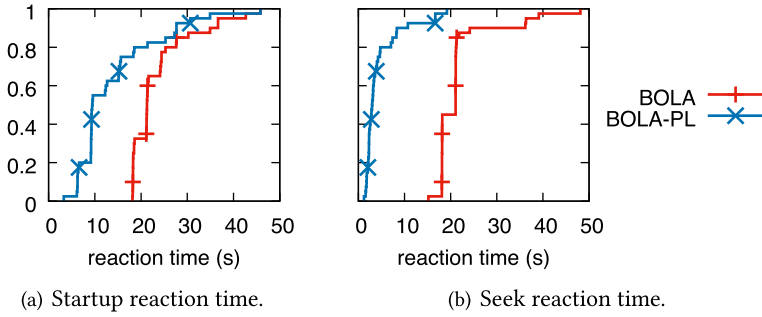 1
0.8
0.6
0.4
0.2
0
0 10 20 30 40 50
reaction time (s)
(a) Startup reaction time.
0 10 20 30 40 50
reaction time (s)
(b) Seek reaction time.
BOLA
BOLA-PL